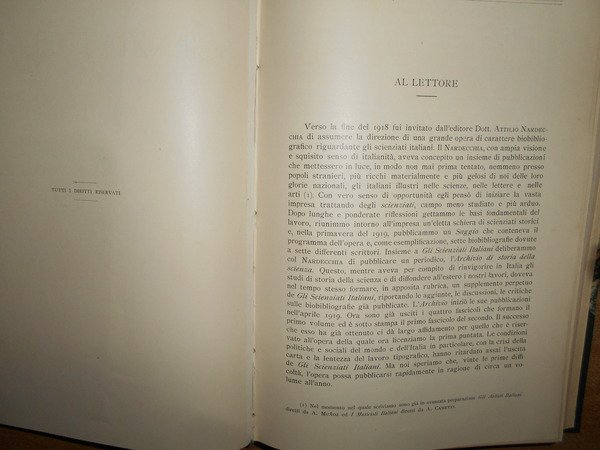 TUTTI I DIRITTI RISERVATI
AL LETTORE
Verso la fine del 1918 fui invitato dall'editore Dott. Attilio Nardec-
chia di assumere la direzione di una grande opera di carattere biobiblio-
grafico riguardante gli scienziati italiani. Il Nardecchia, con ampia visione
e squisito senso di italianità, aveva concepito un insieme di pubblicazioni
che mettessero in luce, in modo non mai prima tentato, nemmeno presso
popoli stranieri, più ricchi materialmente e più gelosi di noi delle loro
glorie nazionali, gli italiani illustri nelle scienze, nelle lettere e nelle
arti (1). Con vero senso di opportunità egli pensò di iniziare la vasta
impresa trattando degli scienziati, campo meno studiato e più arduo.
Dopo lunghe e ponderate riflessioni gettammo le basi fondamentali del
lavoro, riunimmo intorno all'impresa un'eletta schiera di scienziati storici
e, nella primavera del 1919, pubblicammo un Saggio che conteneva il
programma dell'opera e, come esemplificazione, sette biobibliografie dovute
a sette differenti scrittori. Insieme a Gli Scienziati Italiani deliberammo
col Nardecchia di pubblicare un periodico, l'Archivio di storia della
scienza. Questo, mentre aveva per compito di rinvigorire in Italia gli
studi di storia della scienza e di diffondere all'estero i nostri lavori, doveva
nel tempo stesso formare, in apposita rubrica, un supplemento perpetuo
de Gli Scienziati Italiani, riportando le aggiunte, le discussioni, le critiche
sulle biobibliografie già pubblicate. L'Archivio iniziò le sue pubblicazioni
nell'aprile 1919. Ora sono già usciti i quattro fascicoli che formano il
primo volume ed è sotto stampa il primo fascicolo del secondo. Il successo
che esso ha già ottenuto ci dà largo affidamento per quello che è riser-
vato all'opera della quale ora licenziamo la prima puntata. Le condizioni
politiche e sociali del mondo e dell'Italia in particolare, con la crisi della
carta e la lentezza del lavoro tipografico, hanno ritardato assai l'uscita
de Gli Scienziati Italiani. Ma noi speriamo che, vinte le prime diffi-
coltà, l'opera possa pubblicarsi rapidamente in ragione di circa un vo-
lume all'anno.
(1) Nel momento nel quale scriviamo sono già in avanzata preparazione Gli Artisti Italiani
diretti da A. Muñoz ed I Musicisti Italiani diretti da A. Cametti.